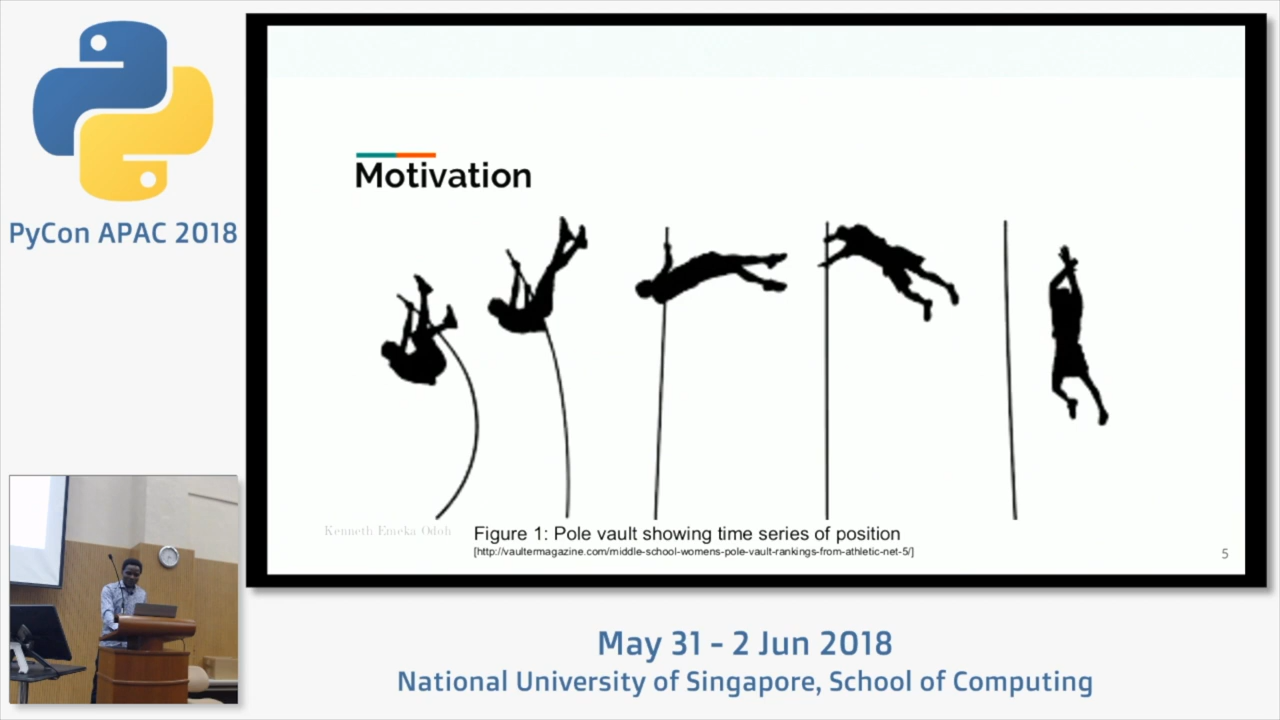 PyCon APAC 2018
Motivation
Kenneth Emeka Odoh
Figure 1: Pole vault showing time series of position
[http://vaultermagazine.com/middle-school-womens-pole-vault-rankings-from-athletic-net-5/]
5
May 31 - 2 Jun 2018
National University of Singapore, School of Computing